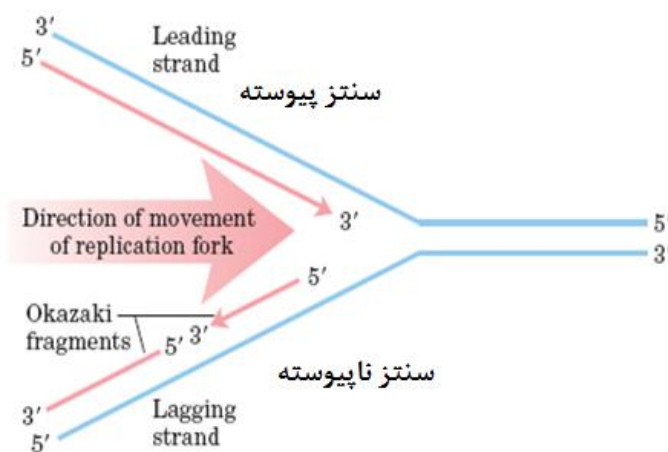 3′
5′
Leading
strand
سنتز پیوسته
Direction of movement
of replication fork
3′
5
3
5′
Okazaki
fragments
5′ 3′
سنتز ناپیوسته
3′
5′
Lagging
strand